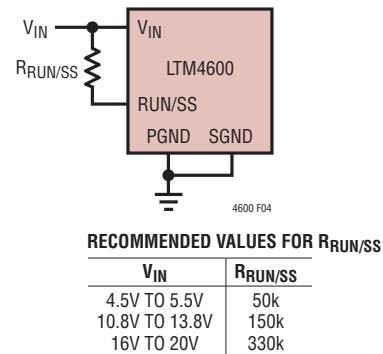 VIN
VIN
RRUN/SS
LTM4600
RUN/SS
PGND SGND
4600 F04
RECOMMENDED VALUES FOR RRUN/SS
VIN RRUN/SS
4.5V TO 5.5V 50k
10.8V TO 13.8V 150k
16V TO 20V 330k